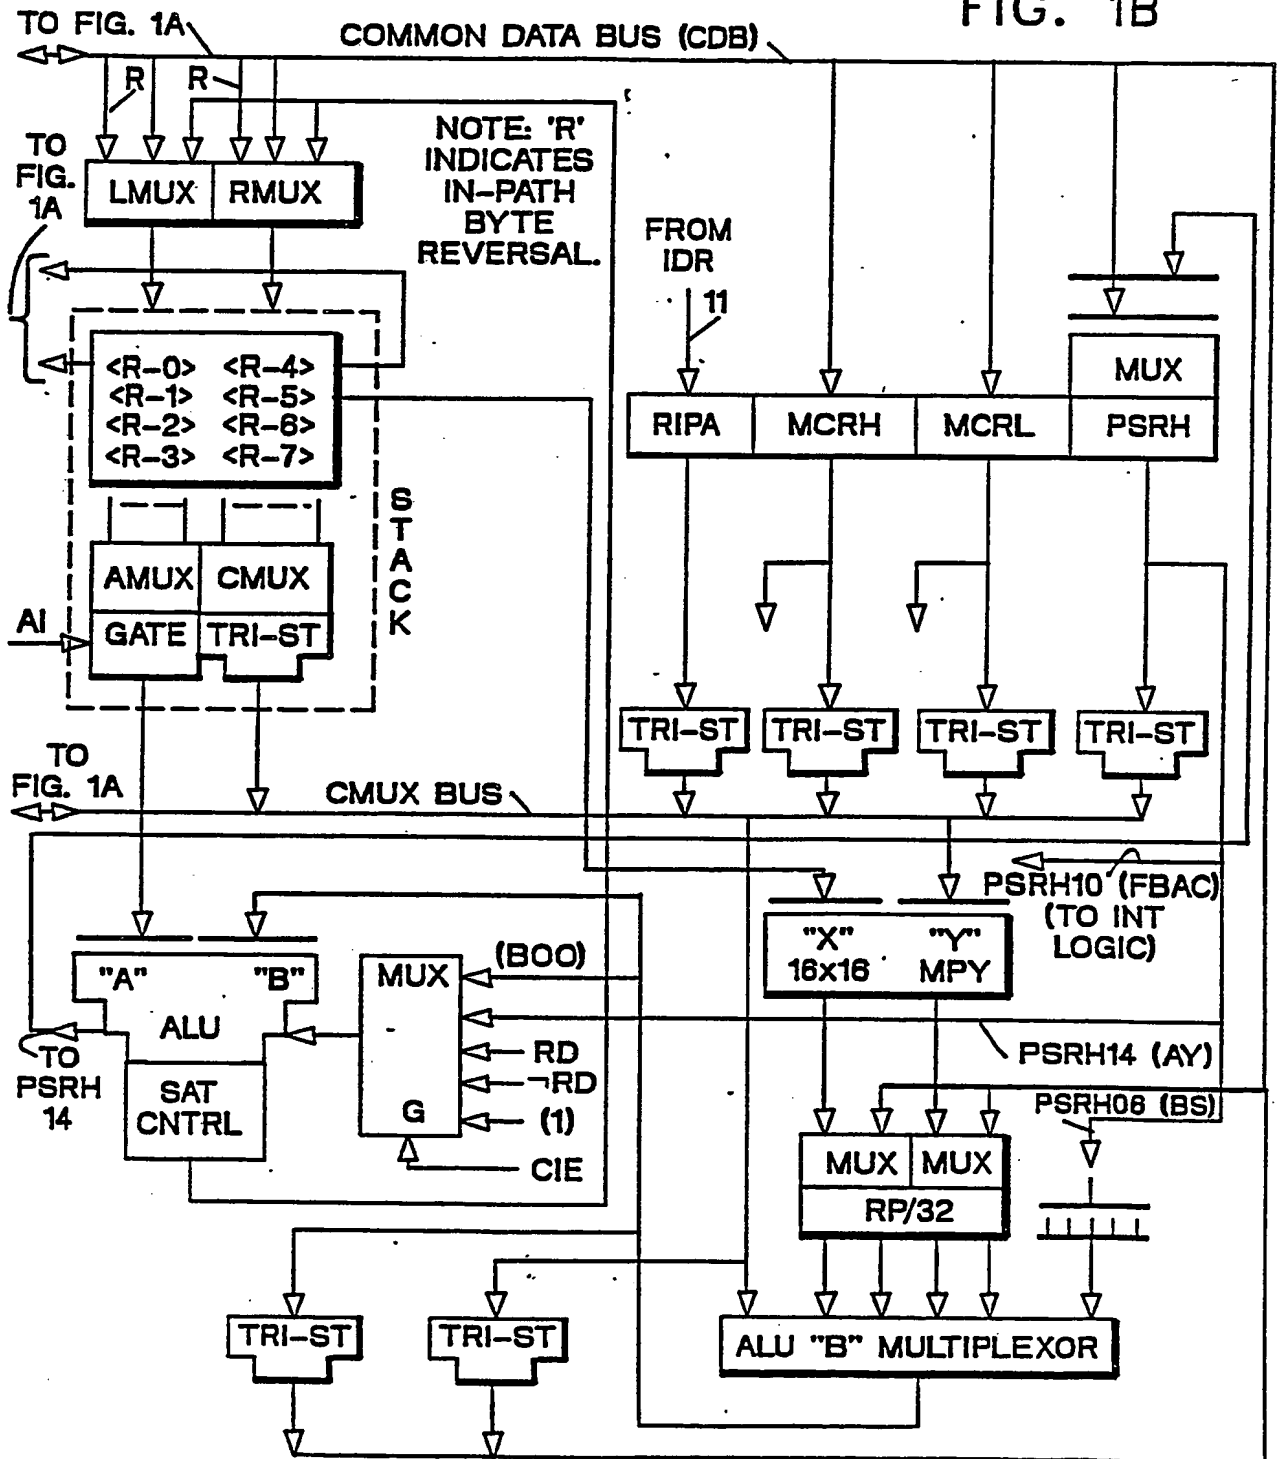 FIG. 1B
TO FIG. 1A
COMMON DATA BUS (CDB)
R
R
TO
FIG.
1A
LMUX
RMUX
NOTE: 'R'
INDICATES
IN-PATH
BYTE
REVERSAL.
FROM
IDR
11
<R-0> <R-4>
<R-1> <R-5>
<R-2> <R-6>
<R-3> <R-7>
MUX
RIPA
MCRH
MCRL
PSRH
STACK
AMUX
CMUX
AI
GATE
TRI-ST
TRI-ST
TRI-ST
TRI-ST
TRI-ST
TO
FIG. 1A
CMUX BUS
PSRH10 (FBAC)
(TO INT
LOGIC)
"X" "Y"
16x16 MPY
"A" "B"
ALU
MUX
(BOO)
TO
PSRH
14
SAT
CNTRL
G
RD
¬RD
(1)
CIE
PSRH14 (AY)
PSRH06 (BS)
MUX
MUX
RP/32
TRI-ST
TRI-ST
ALU "B" MULTIPLEXOR